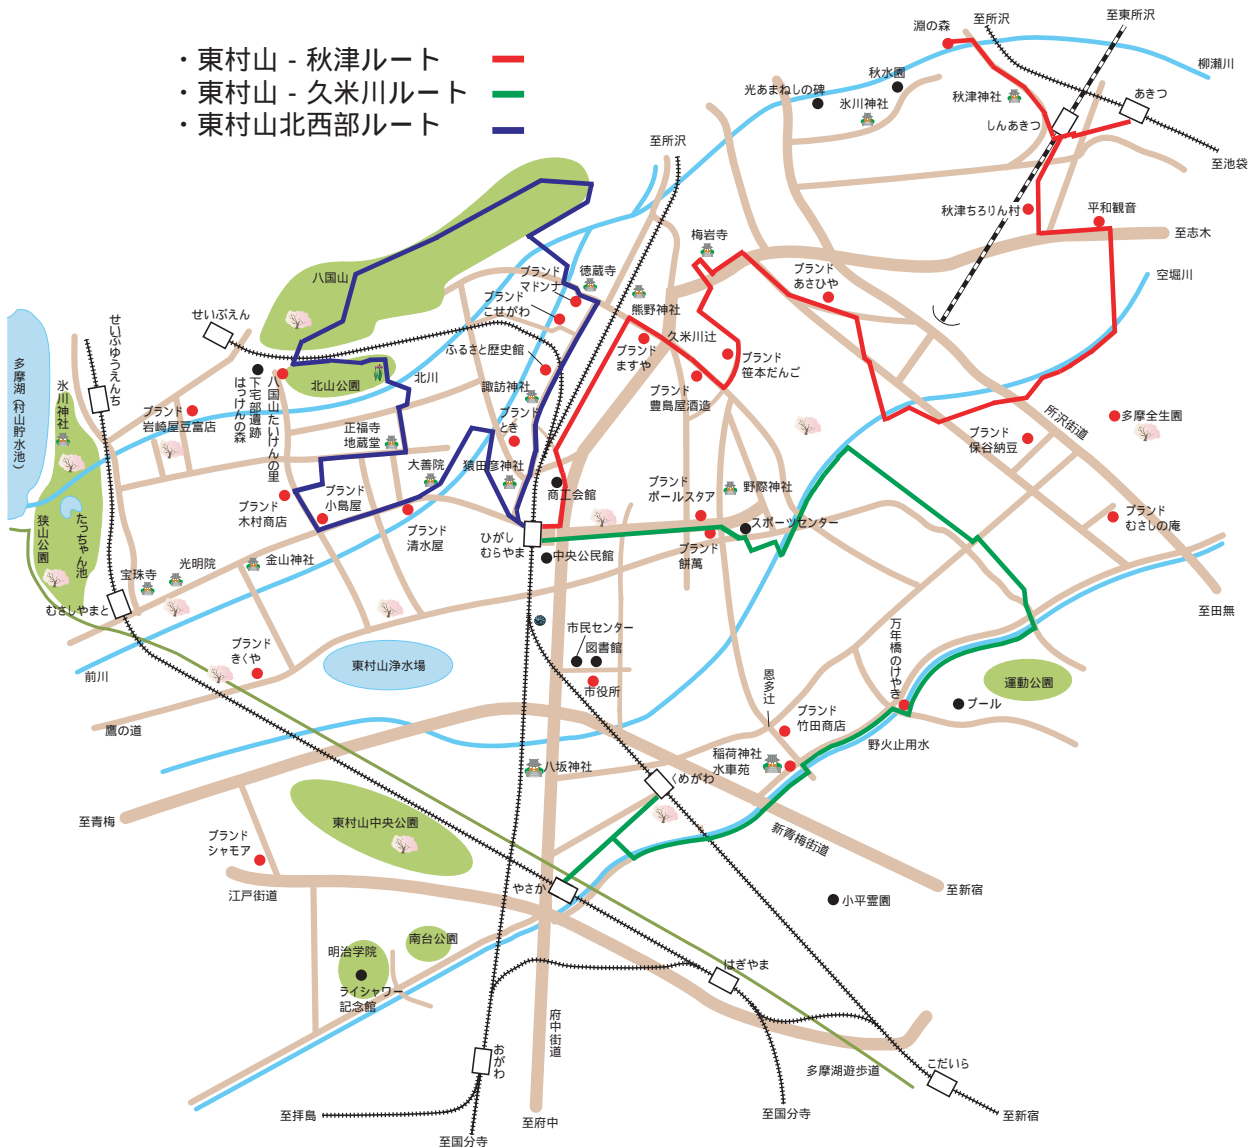 ・東村山 - 秋津ルート
・東村山 - 久米川ルート
・東村山北西部ルート
淵の森
至所沢
至東所沢
柳瀬川
秋水園
光あまねしの碑
氷川神社
秋津神社
あきつ
しんあきつ
至池袋
至所沢
秋津ちろりん村
平和観音
至志木
空堀川
梅岩寺
ブランド
あさひや
徳蔵寺
ブランド
マドンナ
ブランド
こせがわ
熊野神社
久米川辻
ブランド
ますや
ブランド
笹本だんご
ブランド
豊島屋酒造
八国山
せいぶえん
せいぶゆうえんち
多摩湖(村山貯水池)
氷川神社
ふるさと歴史館
北山公園
北川
諏訪神社
下宅部遺跡
はっけんの森
八国山たいけんの里
ブランド
岩崎屋豆富店
正福寺
地蔵堂
ブランド
とき
大善院
猿田彦神社
商工会館
所沢街道
多摩全生園
ブランド
保谷納豆
ブランド
むさしの庵
野際神社
ブランド
ポールスタア
スポーツセンター
ブランド
餅萬
ブランド
木村商店
ブランド
小島屋
ブランド
清水屋
ひがし
むらやま
中央公民館
狭山公園
たっちゃん池
宝珠寺
光明院
金山神社
むさしやまと
至田無
前川
ブランド
きくや
東村山浄水場
市民センター
図書館
市役所
万年橋のけやき
恩多辻
運動公園
プール
ブランド
竹田商店
野火止用水
鷹の道
八坂神社
稲荷神社
水車苑
くめがわ
至青梅
東村山中央公園
新青梅街道
ブランド
シャモア
江戸街道
やさか
至新宿
小平霊園
南台公園
明治学院
ライシャワー
記念館
はぎやま
府中街道
おがわ
多摩湖遊歩道
こだいら
至拝島
至国分寺
至府中
至国分寺
至新宿